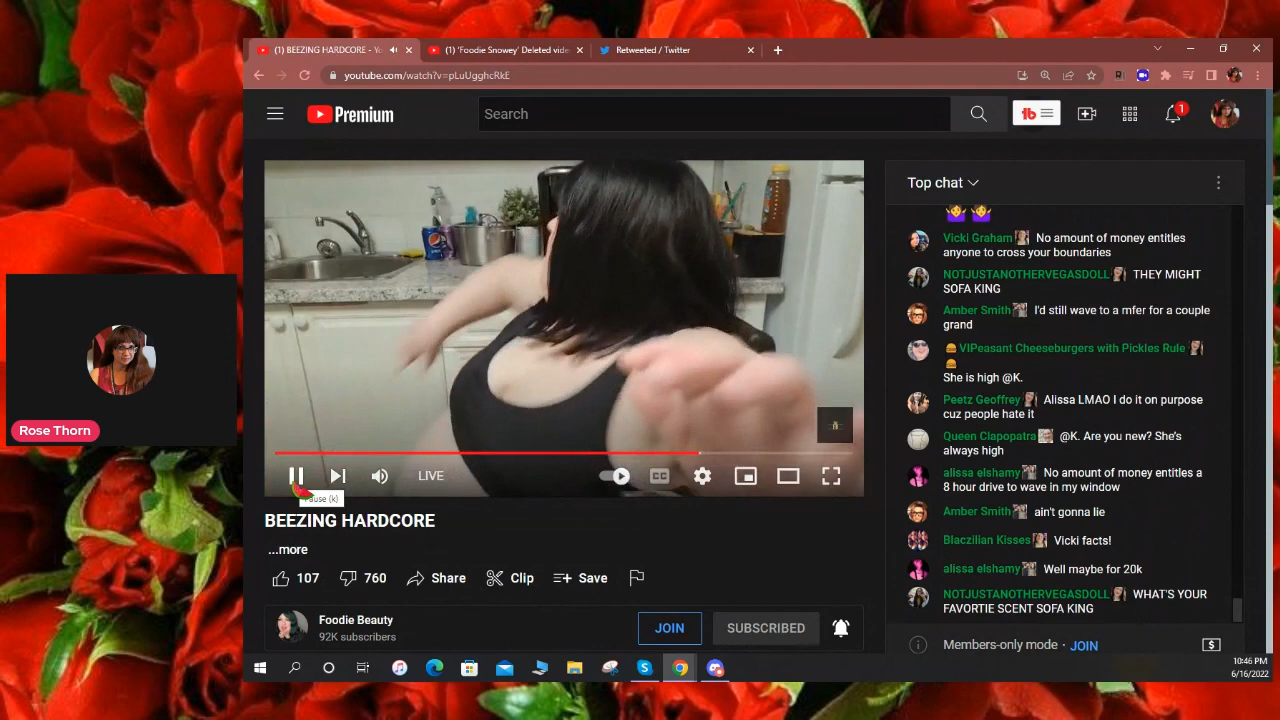 (1) BEEZING HARDCORE - Yo
(1) 'Foodie Snowey' Deleted vide
Retweeted / Twitter
youtube.com/watch?v=pLuUgghcRkE
Premium
Search
tb
1
Top chat
Vicki Graham No amount of money entitles
anyone to cross your boundaries
NOTJUSTANOTHERVEGASDOLL THEY MIGHT
SOFA KING
Amber Smith I'd still wave to a mfer for a couple
grand
VIPeasant Cheeseburgers with Pickles Rule
She is high @K.
Peetz Geoffrey Alissa LMAO I do it on purpose
cuz people hate it
Queen Clapopatra @K. Are you new? She's
always high
alissa elshamy No amount of money entitles a
8 hour drive to wave in my window
Amber Smith ain't gonna lie
Blaczilian Kisses Vicki facts!
alissa elshamy Well maybe for 20k
NOTJUSTANOTHERVEGASDOLL WHAT'S YOUR
FAVORTIE SCENT SOFA KING
Members-only mode · JOIN
Rose Thorn
pepsi
LIVE
CC
Pause (k)
BEEZING HARDCORE
...more
107
760
Share
Clip
Save
Foodie Beauty
92K subscribers
JOIN
SUBSCRIBED
10:46 PM
6/16/2022